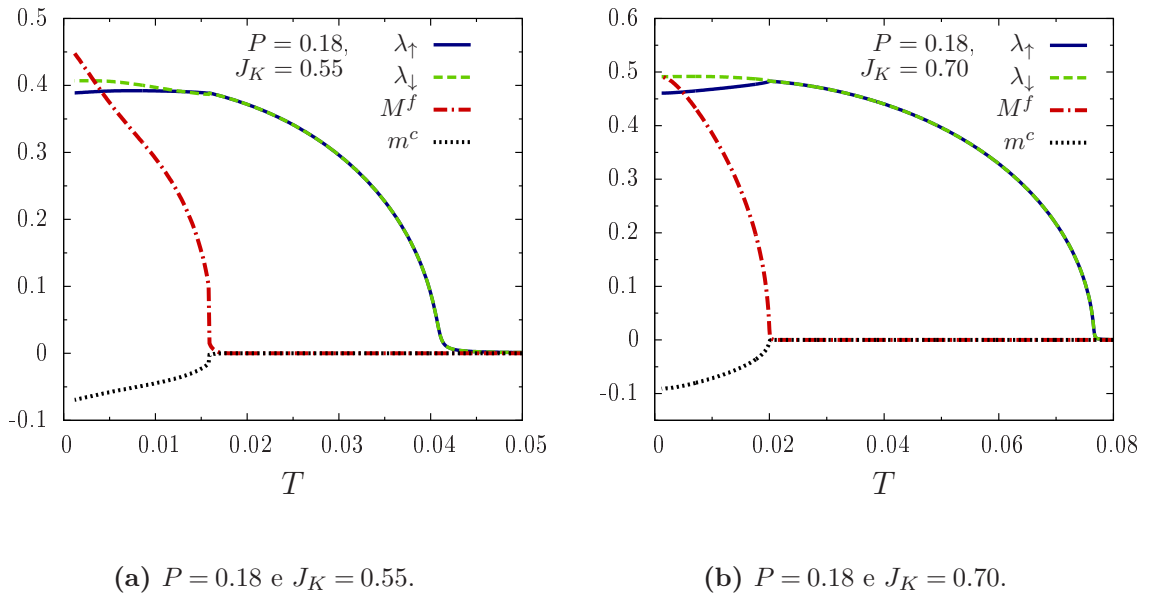 0.5
0.4
0.3
0.2
0.1
0
-0.1
0 0.01 0.02 0.03 0.04 0.05
T
P = 0.18,
J_K = 0.55
λ↑
λ↓
M^f
m^c
0.6
0.5
0.4
0.3
0.2
0.1
0
-0.1
0 0.02 0.04 0.06 0.08
T
P = 0.18,
J_K = 0.70
λ↑
λ↓
M^f
m^c
(a) P = 0.18 e J_K = 0.55.
(b) P = 0.18 e J_K = 0.70.